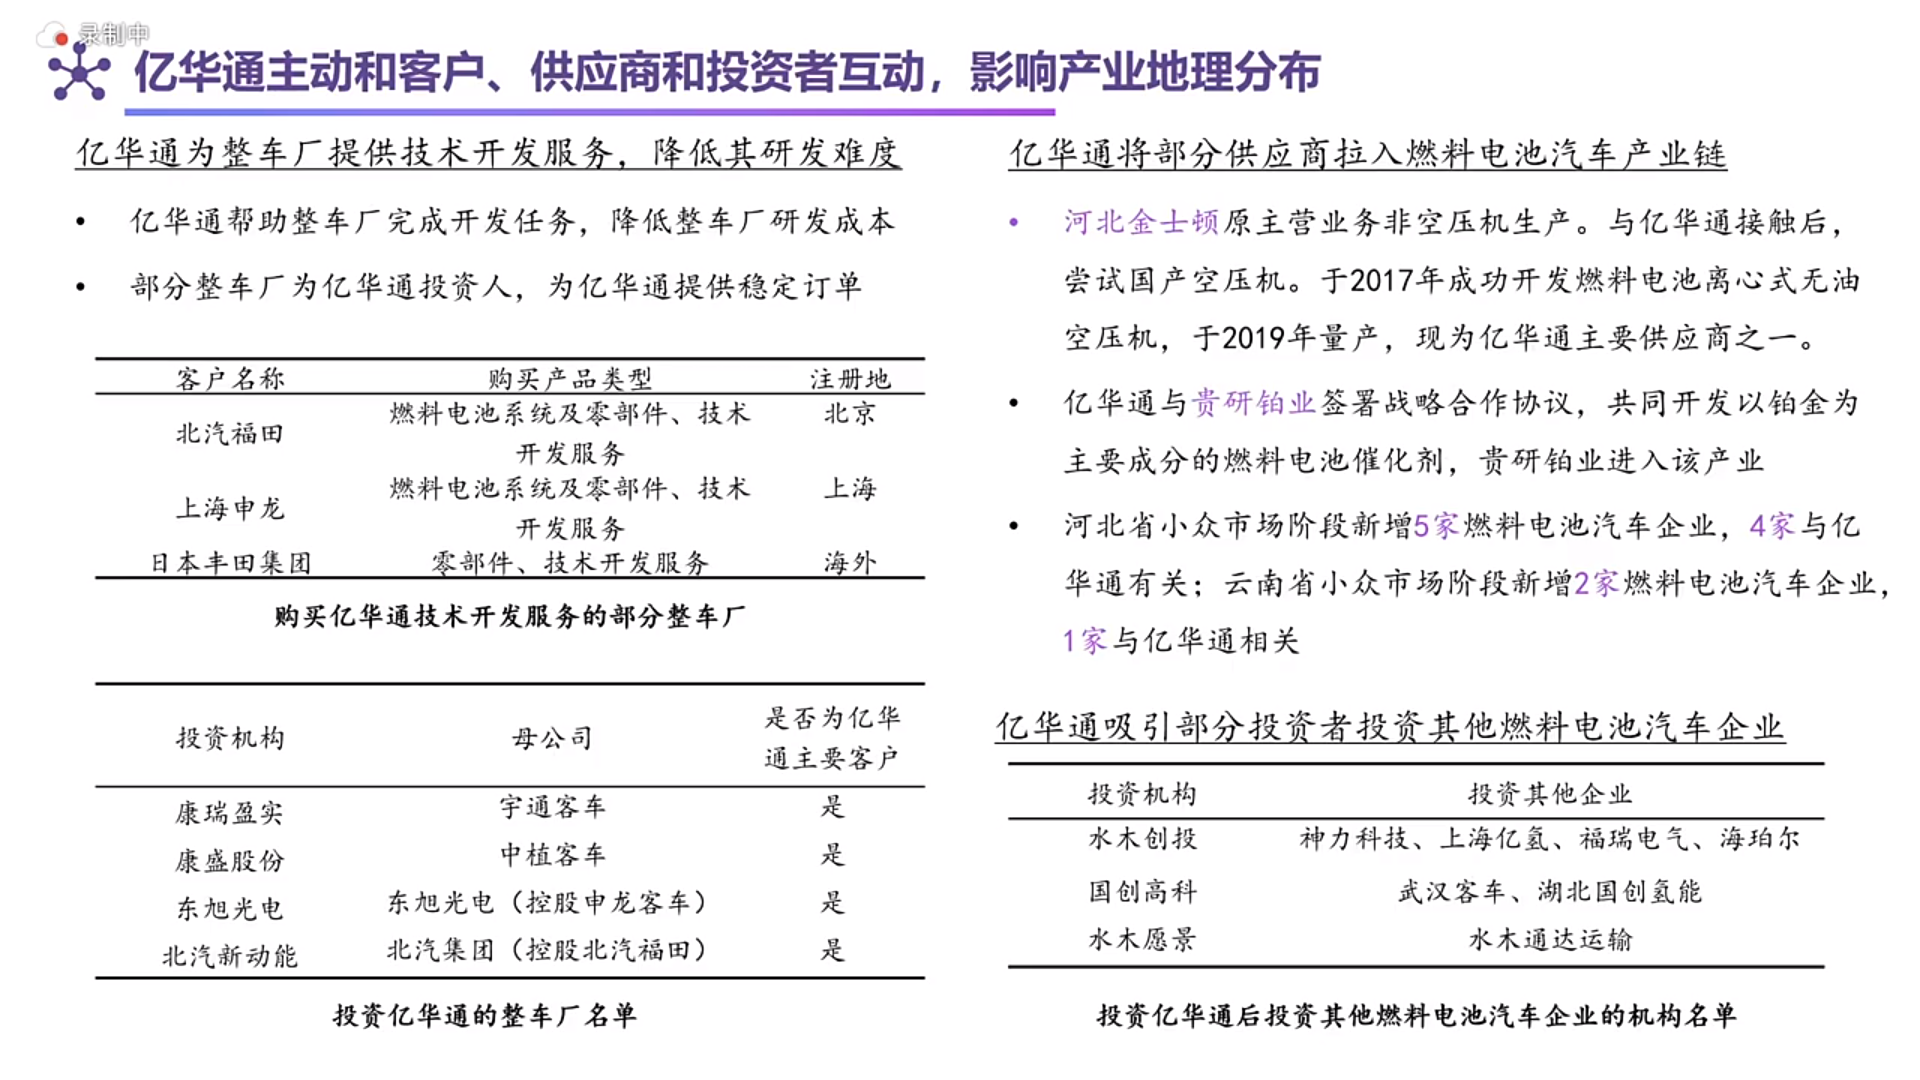 录制中
亿华通主动和客户、供应商和投资者互动，影响产业地理分布
亿华通为整车厂提供技术开发服务，降低其研发难度
• 亿华通帮助整车厂完成开发任务，降低整车厂研发成本
• 部分整车厂为亿华通投资人，为亿华通提供稳定订单
客户名称 购买产品类型 注册地
北汽福田 燃料电池系统及零部件、技术 北京
开发服务
上海申龙 燃料电池系统及零部件、技术 上海
开发服务
日本丰田集团 零部件、技术开发服务 海外
购买亿华通技术开发服务的部分整车厂
投资机构 母公司 是否为亿华
通主要客户
康瑞盈实 宇通客车 是
康盛股份 中植客车 是
东旭光电 东旭光电（控股申龙客车） 是
北汽新动能 北汽集团（控股北汽福田） 是
投资亿华通的整车厂名单
亿华通将部分供应商拉入燃料电池汽车产业链
• 河北金士顿原主营业务非空压机生产。与亿华通接触后，
尝试国产空压机。于2017年成功开发燃料电池离心式无油
空压机，于2019年量产，现为亿华通主要供应商之一。
• 亿华通与贵研铂业签署战略合作协议，共同开发以铂金为
主要成分的燃料电池催化剂，贵研铂业进入该产业
• 河北省小众市场阶段新增5家燃料电池汽车企业，4家与亿
华通有关；云南省小众市场阶段新增2家燃料电池汽车企业，
1家与亿华通相关
亿华通吸引部分投资者投资其他燃料电池汽车企业
投资机构 投资其他企业
水木创投 神力科技、上海亿氢、福瑞电气、海珀尔
国创高科 武汉客车、湖北国创氢能
水木愿景 水木通达运输
投资亿华通后投资其他燃料电池汽车企业的机构名单